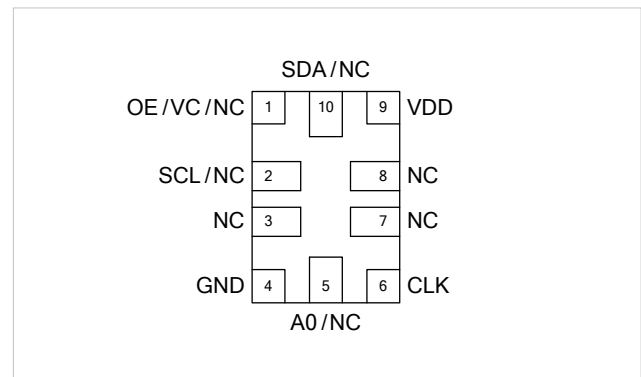 SDA/NC
OE/VC/NC 1 10 9 VDD
SCL/NC 2 8 NC
NC 3 7 NC
GND 4 5 6 CLK
A0/NC